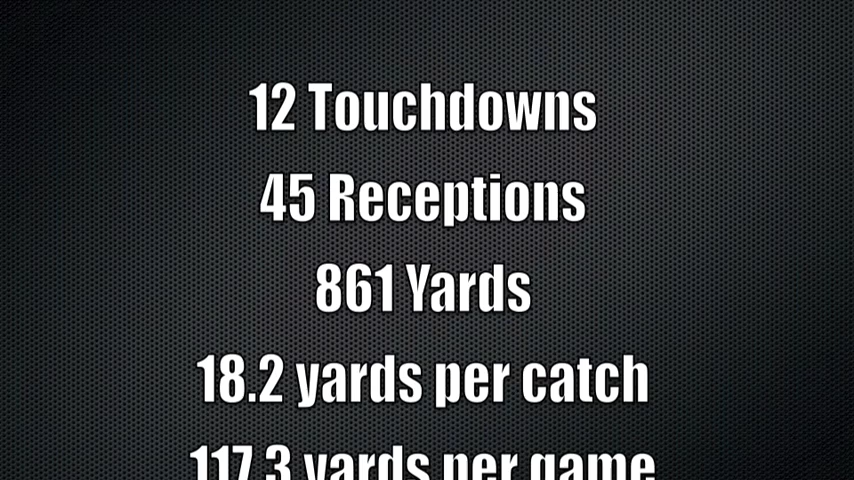 12 Touchdowns
45 Receptions
861 Yards
18.2 yards per catch
117.3 yards per game